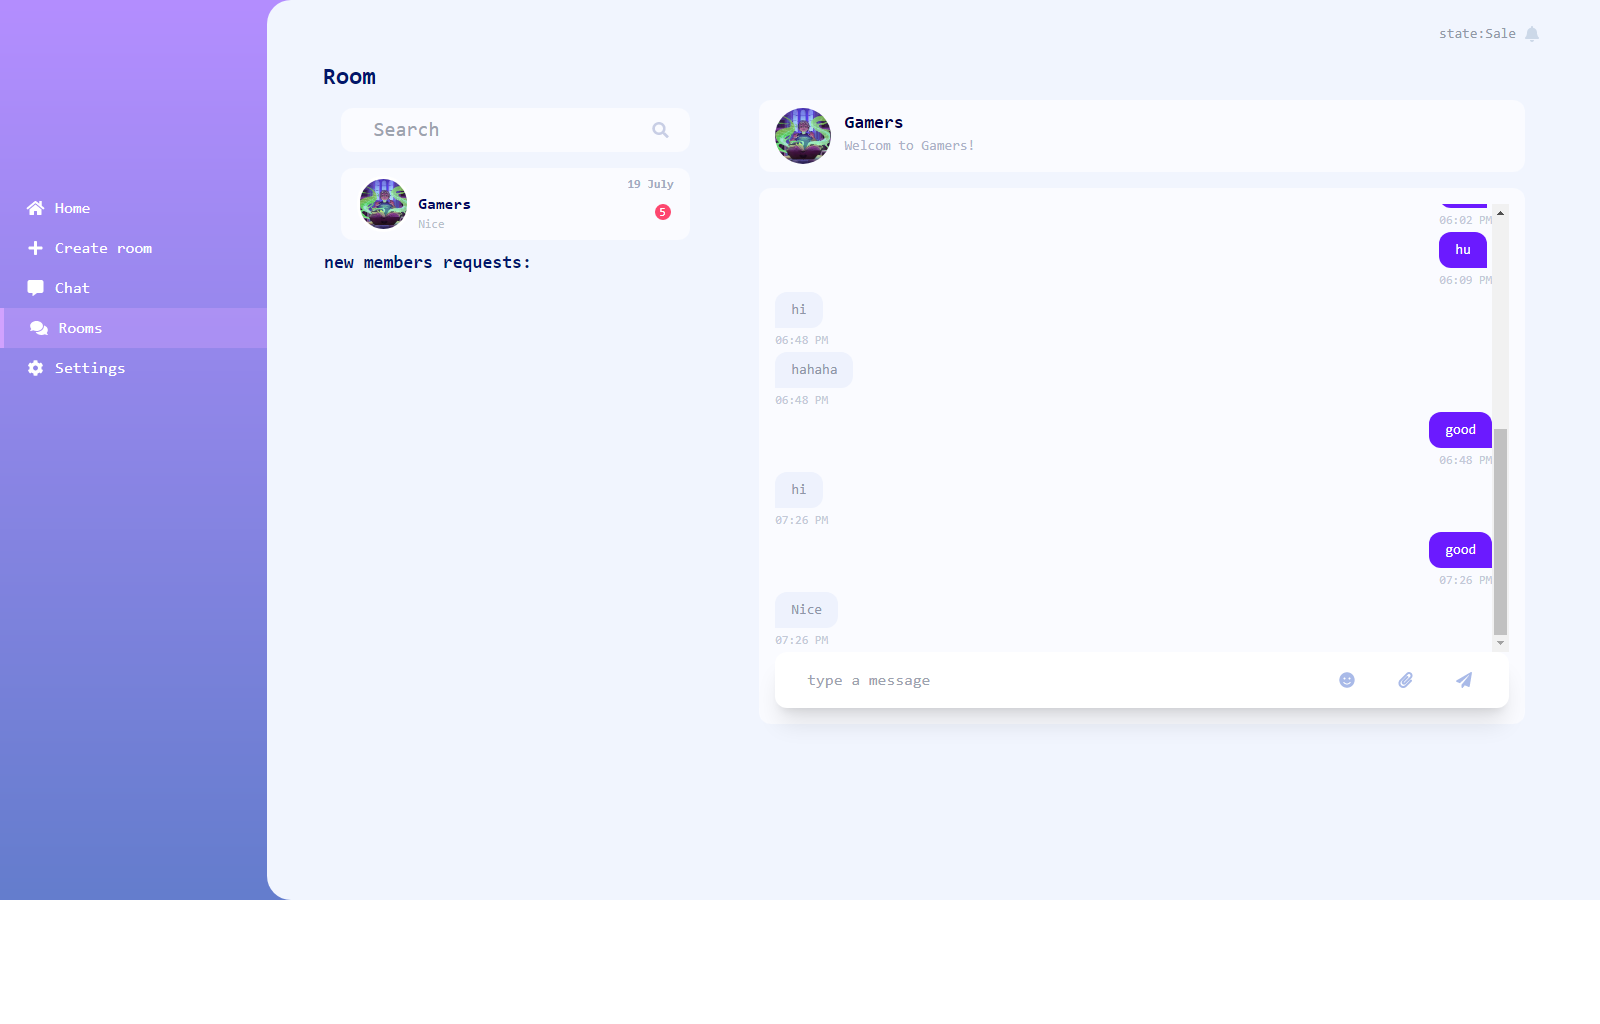 state:Sale
Room
Search
19 July
Gamers
5
Nice
new members requests:
Home
Create room
Chat
Rooms
Settings
Gamers
Welcom to Gamers!
06:02 PM
hu
06:09 PM
hi
06:48 PM
hahaha
06:48 PM
good
06:48 PM
hi
07:26 PM
good
07:26 PM
Nice
07:26 PM
type a message